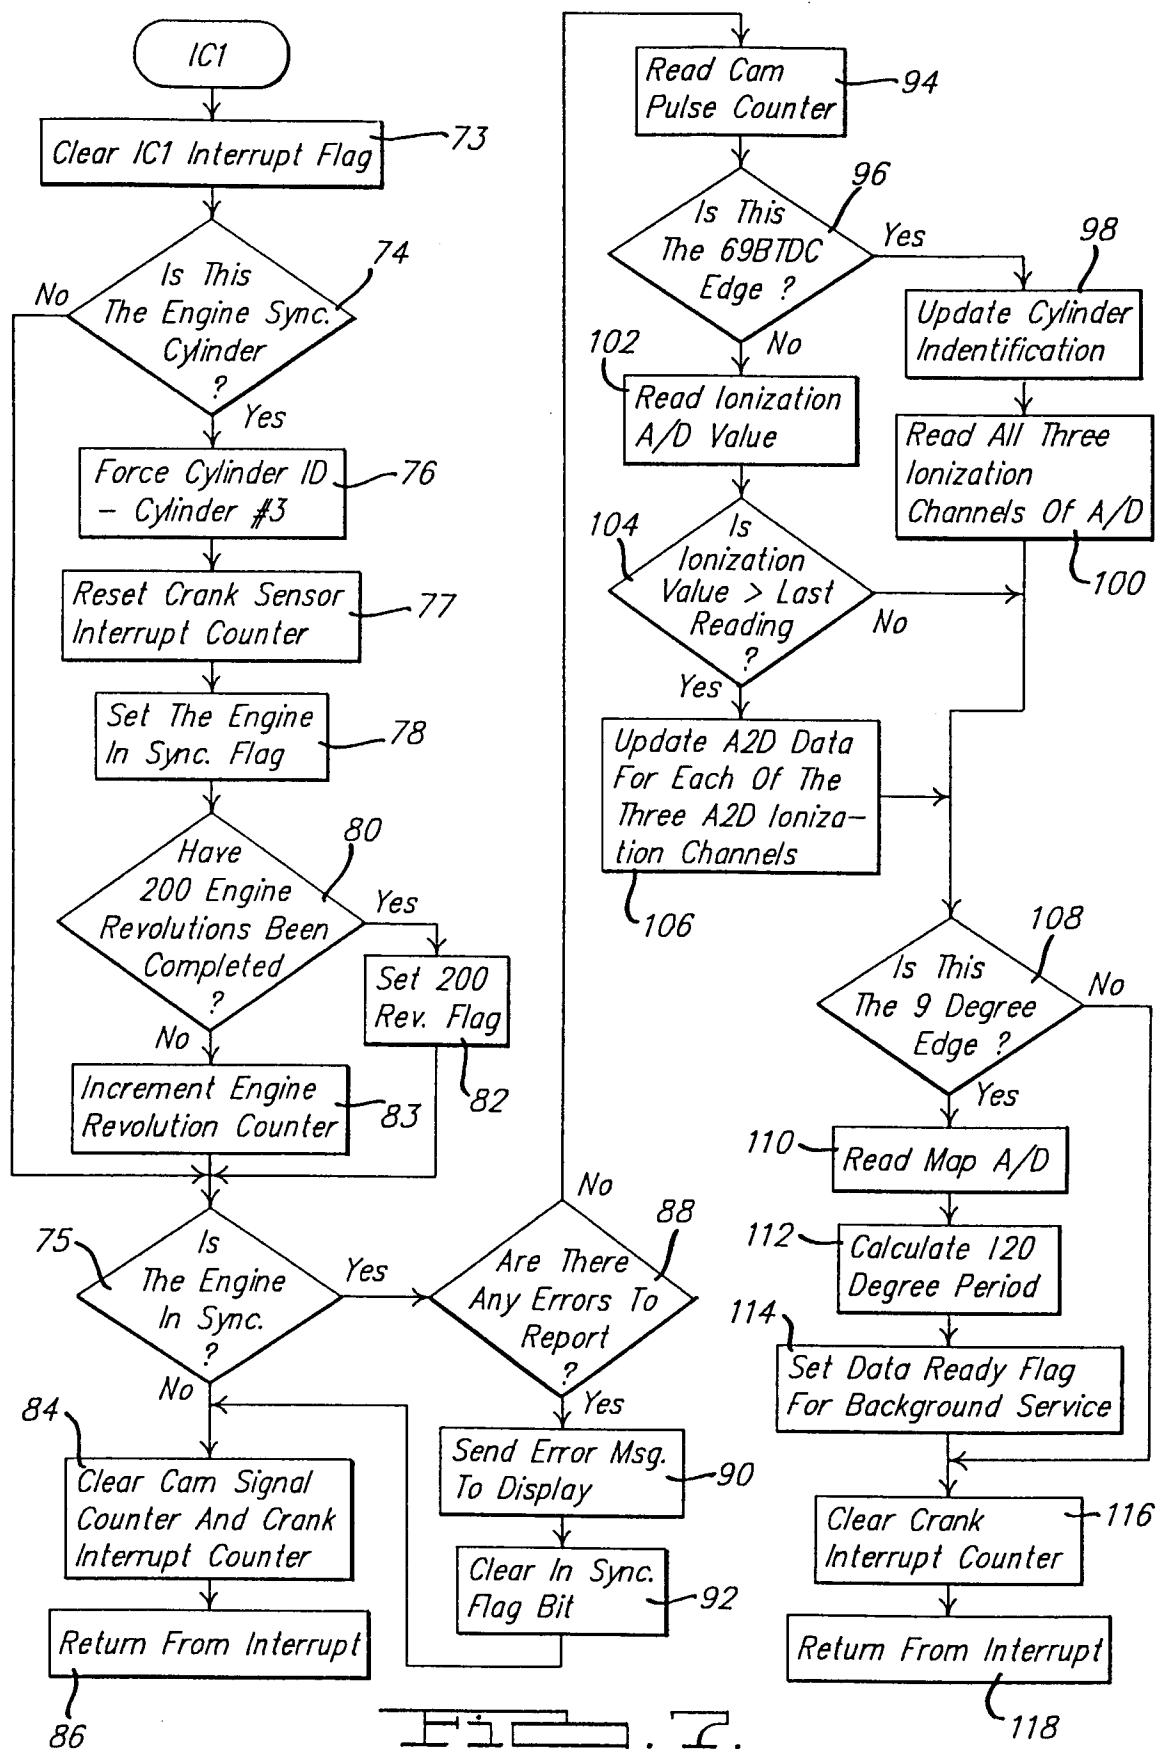 IC1
Clear IC1 Interrupt Flag
73
Is This
The Engine Sync.
Cylinder
?
74
No
Yes
Force Cylinder ID
- Cylinder #3
76
Reset Crank Sensor
Interrupt Counter
77
Set The Engine
In Sync. Flag
78
Have
200 Engine
Revolutions Been
Completed
?
80
Yes
Set 200
Rev. Flag
82
No
Increment Engine
Revolution Counter
83
Is
The Engine
In Sync.
?
75
Yes
No
Clear Cam Signal
Counter And Crank
Interrupt Counter
84
Return From Interrupt
86
Are There
Any Errors To
Report
?
88
No
Yes
Send Error Msg.
To Display
90
Clear In Sync.
Flag Bit
92
Read Cam
Pulse Counter
94
Is This
The 69BTDC
Edge ?
96
Yes
Update Cylinder
Indentification
98
Read All Three
Ionization
Channels Of A/D
100
No
Read Ionization
A/D Value
102
Is
Ionization
Value > Last
Reading
?
104
No
Yes
Update A2D Data
For Each Of The
Three A2D Ioniza-
tion Channels
106
Is This
The 9 Degree
Edge ?
108
No
Yes
Read Map A/D
110
Calculate 120
Degree Period
112
Set Data Ready Flag
For Background Service
114
Clear Crank
Interrupt Counter
116
Return From Interrupt
118